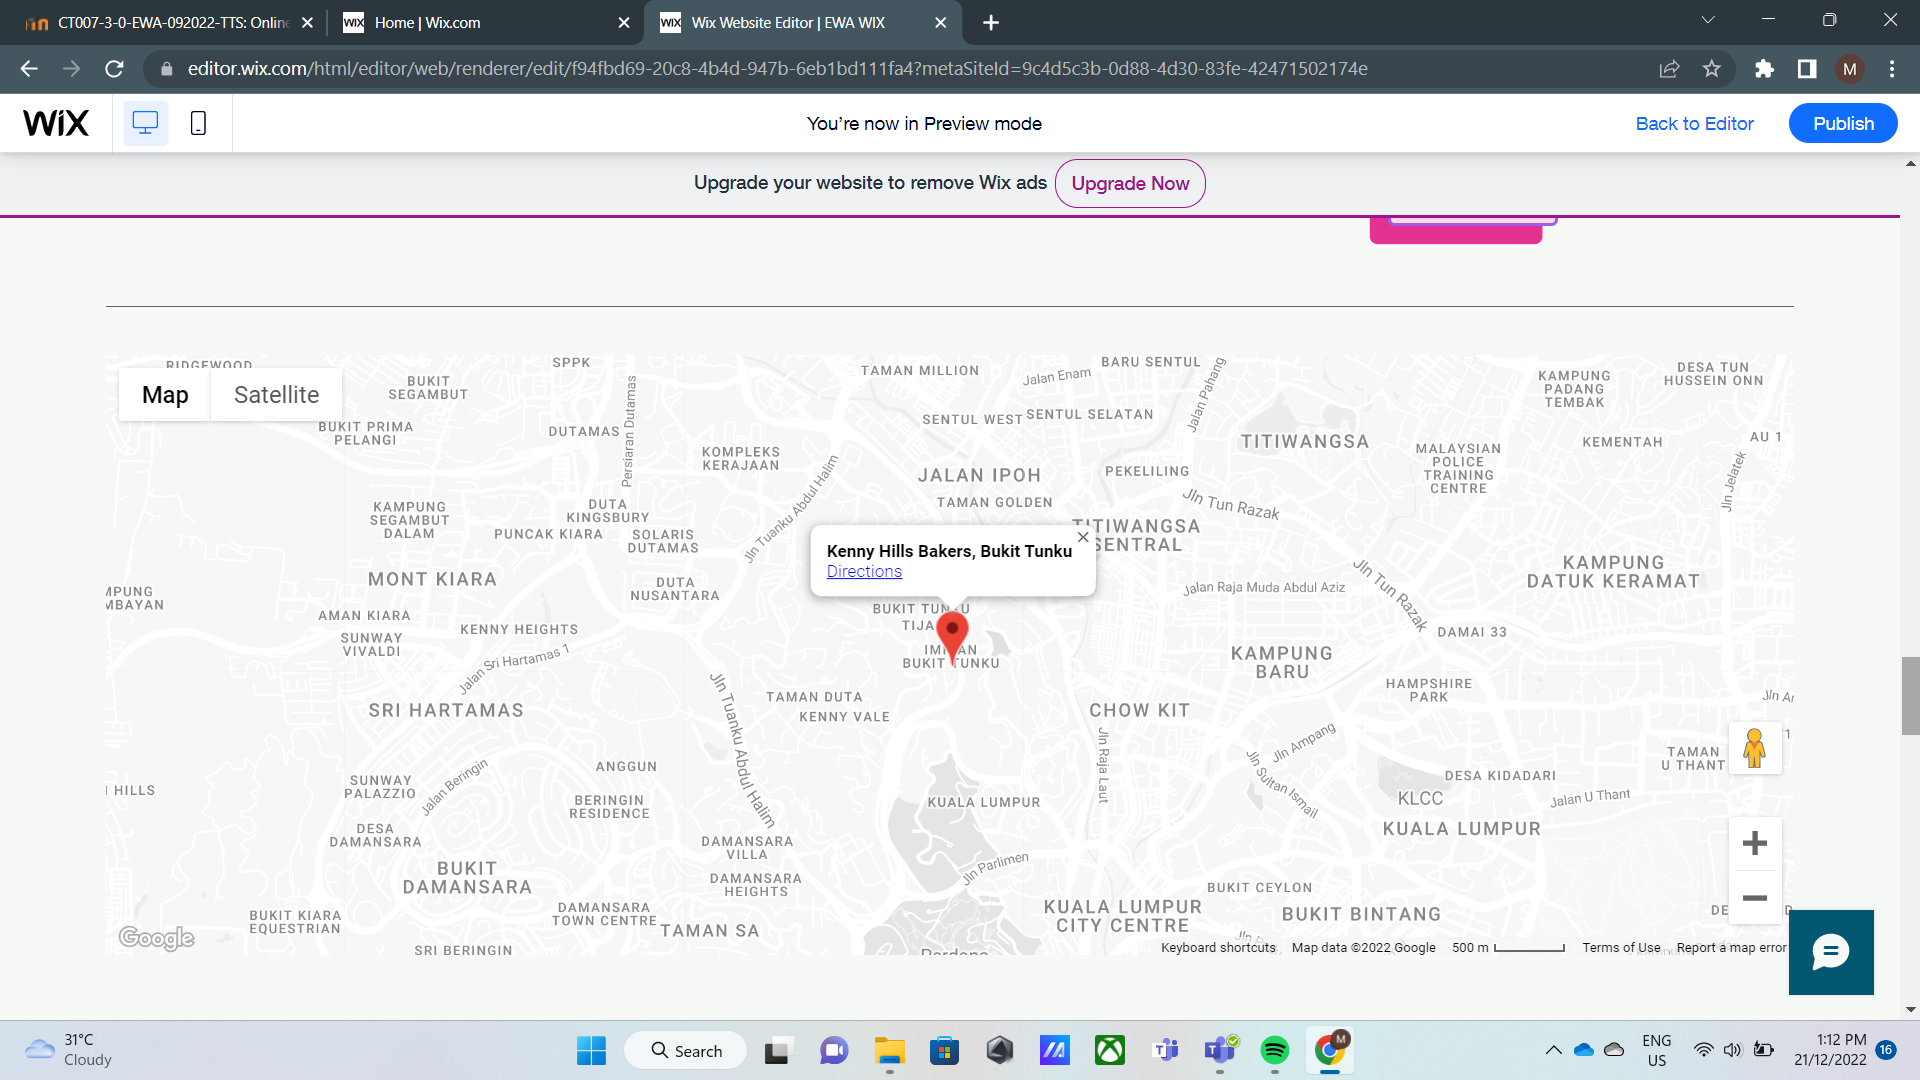 CT007-3-0-EWA-092022-TTS: Online
Home | Wix.com
Wix Website Editor | EWA WIX
editor.wix.com/html/editor/web/renderer/edit/f94fbd69-20c8-4b4d-947b-6eb1bd111fa4?metaSiteId=9c4d5c3b-0d88-4d30-83fe-42471502174e
M
WiX
You're now in Preview mode
Back to Editor
Publish
Upgrade your website to remove Wix ads
Upgrade Now
Map
Satellite
RIDGEWOOD
BUKIT
SEGAMBUT
SPPK
TAMAN MILLION
Jalan Enam
BARU SENTUL
Jalan Pahang
KAMPUNG
PADANG
TEMBAK
DESA TUN
HUSSEIN ONN
BUKIT PRIMA
PELANGI
DUTAMAS
Persiaran Dutamas
SENTUL WEST
SENTUL SELATAN
TITIWANGSA
KEMENTAH
AU 1
KOMPLEKS
KERAJAAN
Jln Tuanku Abdul Halim
JALAN IPOH
PEKELILING
MALAYSIAN
POLICE
TRAINING
CENTRE
Jln Jelatek
TAMAN GOLDEN
Jln Tun Razak
KAMPUNG
SEGAMBUT
DALAM
DUTA
KINGSBURY
PUNCAK KIARA
SOLARIS
DUTAMAS
TITIWANGSA
SENTRAL
Kenny Hills Bakers, Bukit Tunku
Directions
MONT KIARA
DUTA
NUSANTARA
Jalan Raja Muda Abdul Aziz
Jln Tun Razak
KAMPUNG
DATUK KERAMAT
MPUNG
MBAYAN
AMAN KIARA
SUNWAY
VIVALDI
KENNY HEIGHTS
Jalan Sri Hartamas 1
BUKIT TUNKU
TIJA
IMPIAN
BUKIT TUNKU
DAMAI 33
KAMPUNG
BARU
HAMPSHIRE
PARK
Jln Ar
SRI HARTAMAS
Jln Tuanku Abdul Halim
TAMAN DUTA
KENNY VALE
CHOW KIT
Jln Raja Laut
Jln Ampang
Jln Sultan Ismail
1
TAMAN
U THANT
I HILLS
SUNWAY
PALAZZIO
Jalan Beringin
ANGGUN
BERINGIN
RESIDENCE
KUALA LUMPUR
DESA KIDADARI
KLCC
Jalan U Thant
KUALA LUMPUR
DESA
DAMANSARA
DAMANSARA
VILLA
BUKIT
DAMANSARA
DAMANSARA
HEIGHTS
Jln Parlimen
BUKIT CEYLON
BUKIT BINTANG
KUALA LUMPUR
CITY CENTRE
BUKIT KIARA
EQUESTRIAN
DAMANSARA
TOWN CENTRE
TAMAN SA
SRI BERINGIN
Perdana
Google
Keyboard shortcuts
Map data ©2022 Google
500 m
Terms of Use
Report a map error
31°C
Cloudy
Search
ENG
US
1:12 PM
21/12/2022
16